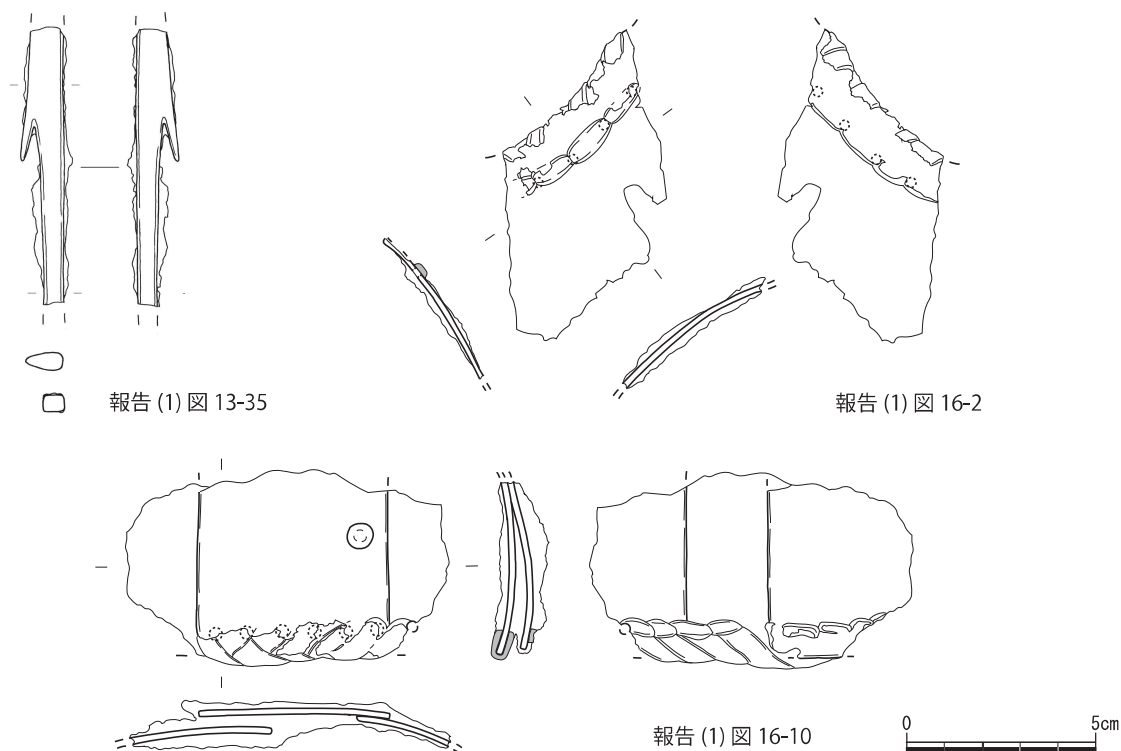 報告 (1) 図 13-35
報告 (1) 図 16-2
報告 (1) 図 16-10
0 5cm